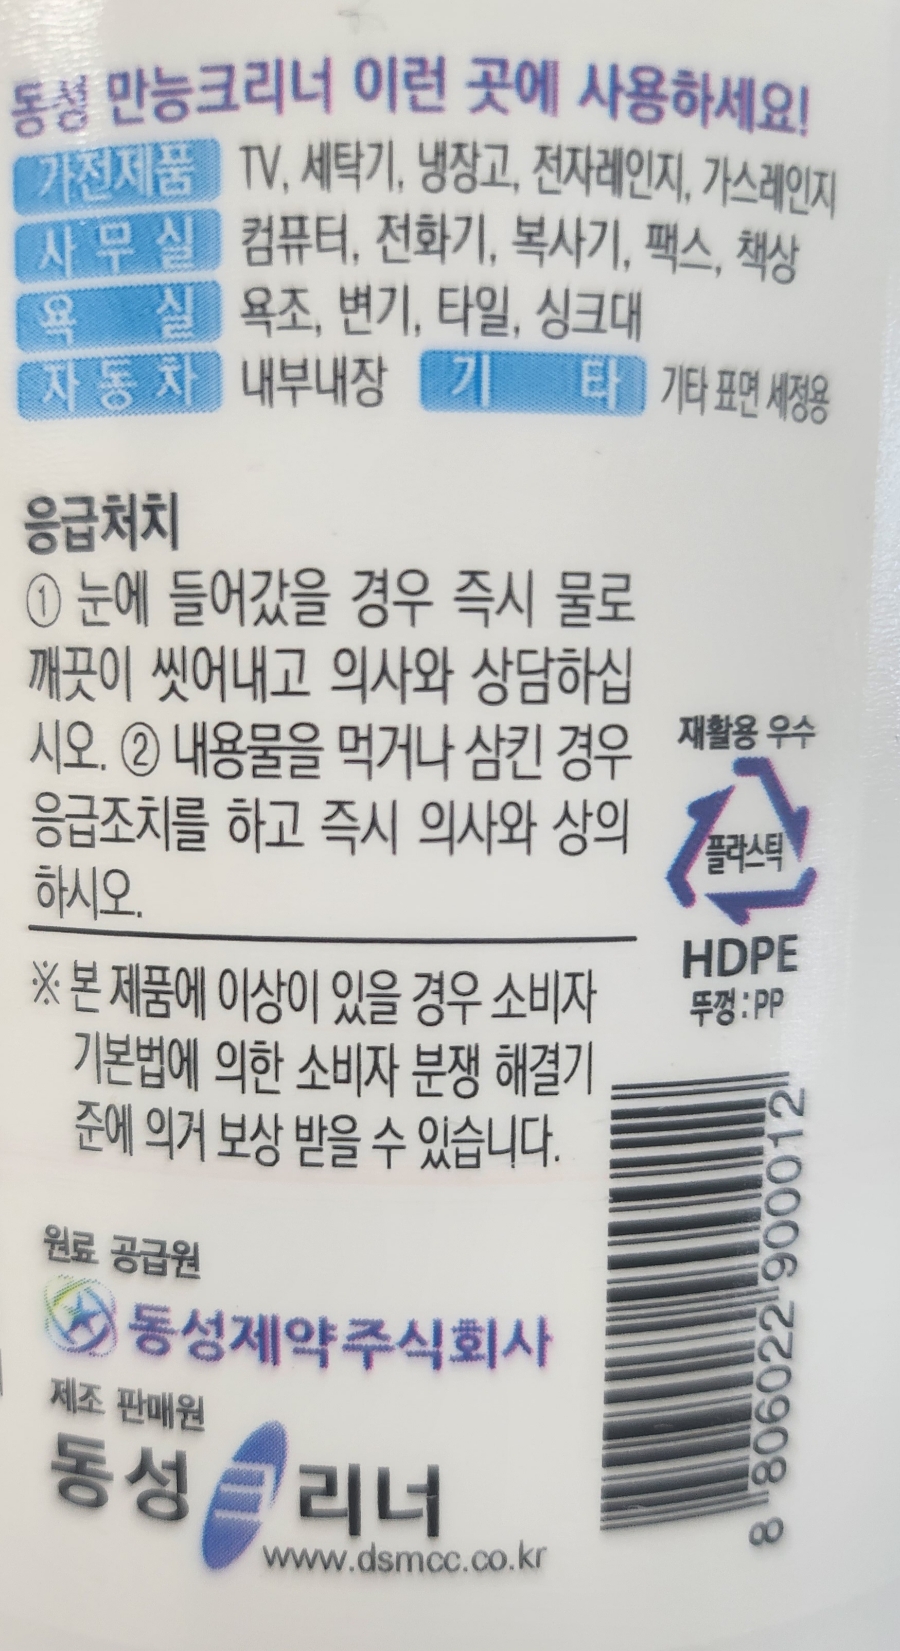 동성 만능크리너 이런 곳에 사용하세요!
가전제품 TV, 세탁기, 냉장고, 전자레인지, 가스레인지
사무실 컴퓨터, 전화기, 복사기, 팩스, 책상
욕실 욕조, 변기, 타일, 싱크대
자동차 내부내장 기타 기타 표면 세정용
응급처치
① 눈에 들어갔을 경우 즉시 물로
깨끗이 씻어내고 의사와 상담하십
시오. ② 내용물을 먹거나 삼킨 경우
응급조치를 하고 즉시 의사와 상의
하시오.
※ 본 제품에 이상이 있을 경우 소비자
기본법에 의한 소비자 분쟁 해결기
준에 의거 보상 받을 수 있습니다.
재활용 우수
플라스틱
HDPE
뚜껑:PP
8 806022 900012
원료 공급원
동성제약주식회사
제조 판매원
동성크리너
www.dsmcc.co.kr